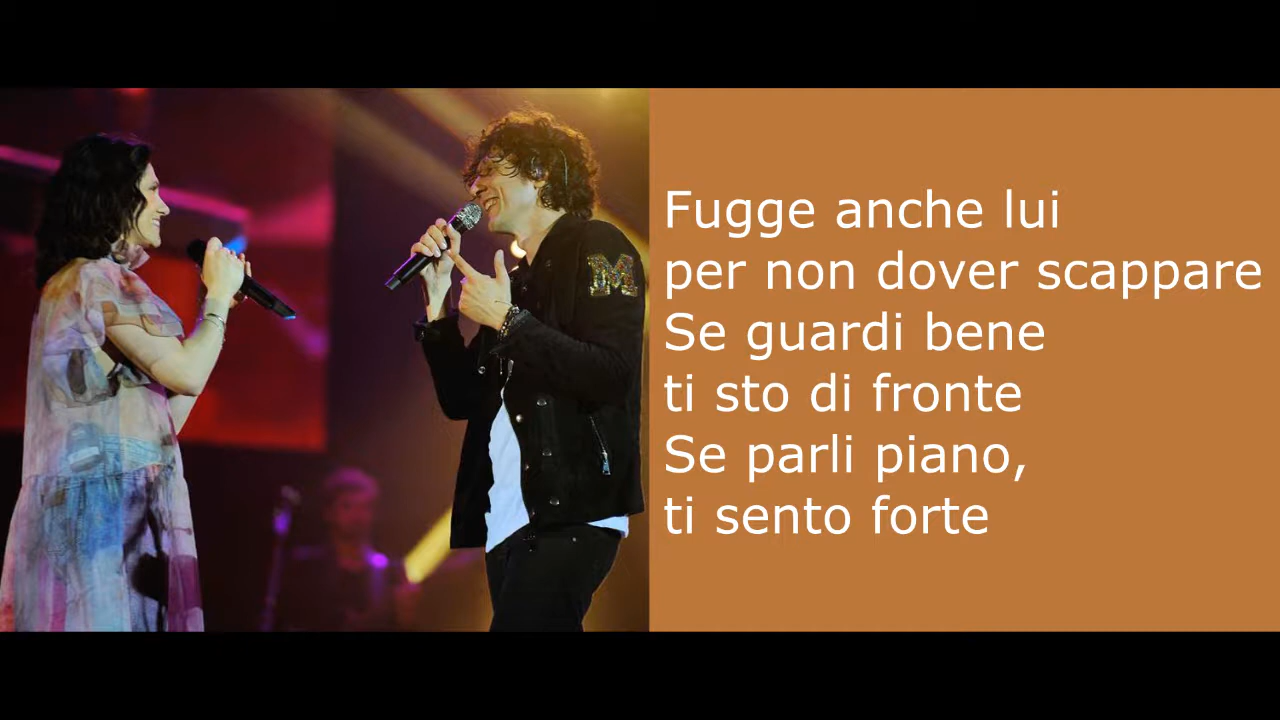 Fugge anche lui
per non dover scappare
Se guardi bene
ti sto di fronte
Se parli piano,
ti sento forte
M